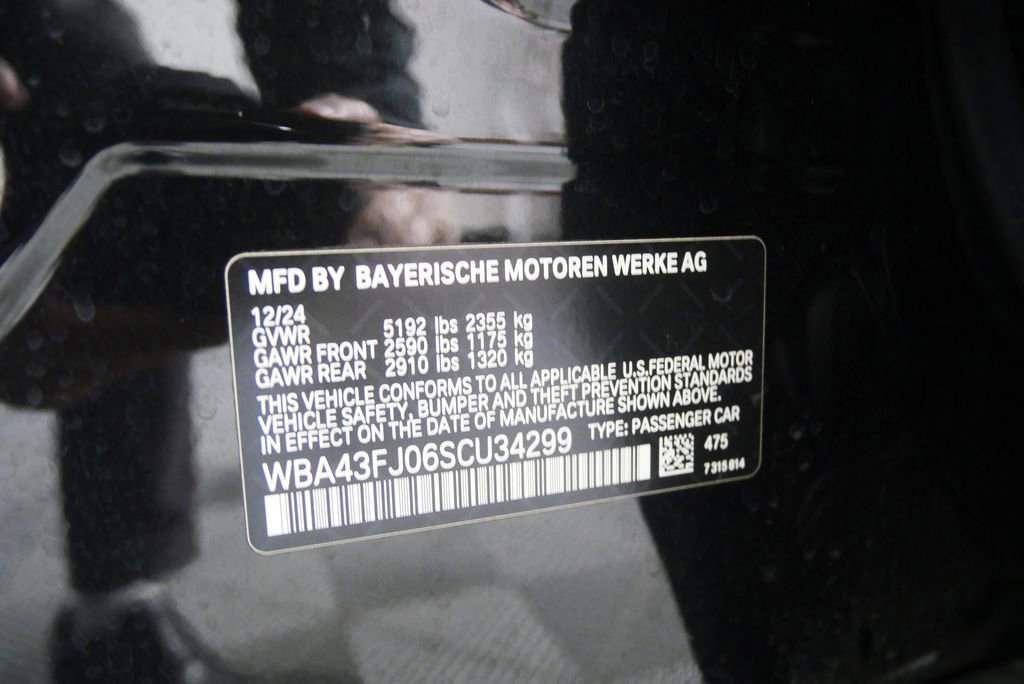 MFD BY BAYERISCHE MOTOREN WERKE AG
12/24
GVWR 5192 lbs 2355 kg
GAWR FRONT 2590 lbs 1175 kg
GAWR REAR 2910 lbs 1320 kg
THIS VEHICLE CONFORMS TO ALL APPLICABLE U.S.FEDERAL MOTOR
VEHICLE SAFETY, BUMPER AND THEFT PREVENTION STANDARDS
IN EFFECT ON THE DATE OF MANUFACTURE SHOWN ABOVE.
WBA43FJ06SCU34299 TYPE: PASSENGER CAR
475
7 315 814